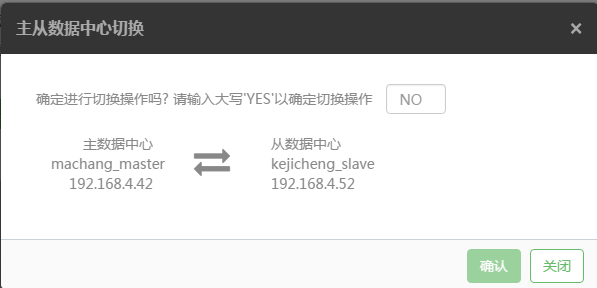 主从数据中心切换 ×
确定进行切换操作吗? 请输入大写'YES'以确定切换操作 NO
主数据中心 从数据中心
machang_master kejicheng_slave
192.168.4.42 192.168.4.52
确认 关闭